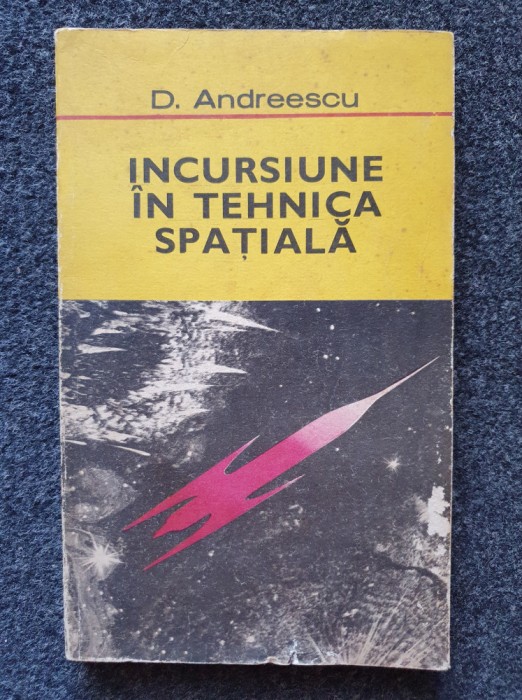 D. Andreescu
INCURSIUNE
ÎN TEHNICA
SPAȚIALĂ